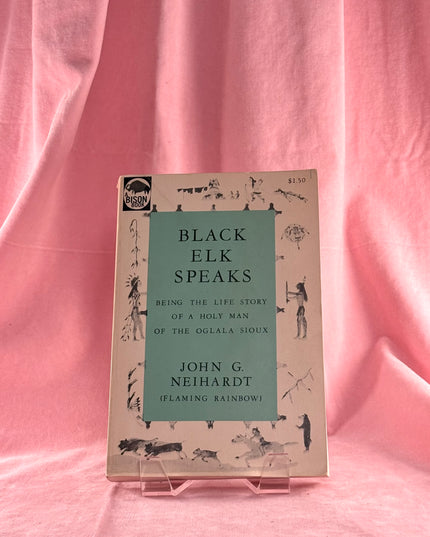 BISON
BOOK
$1.50
BLACK
ELK
SPEAKS
BEING THE LIFE STORY
OF A HOLY MAN
OF THE OGLALA SIOUX
JOHN G.
NEIHARDT
(FLAMING RAINBOW)